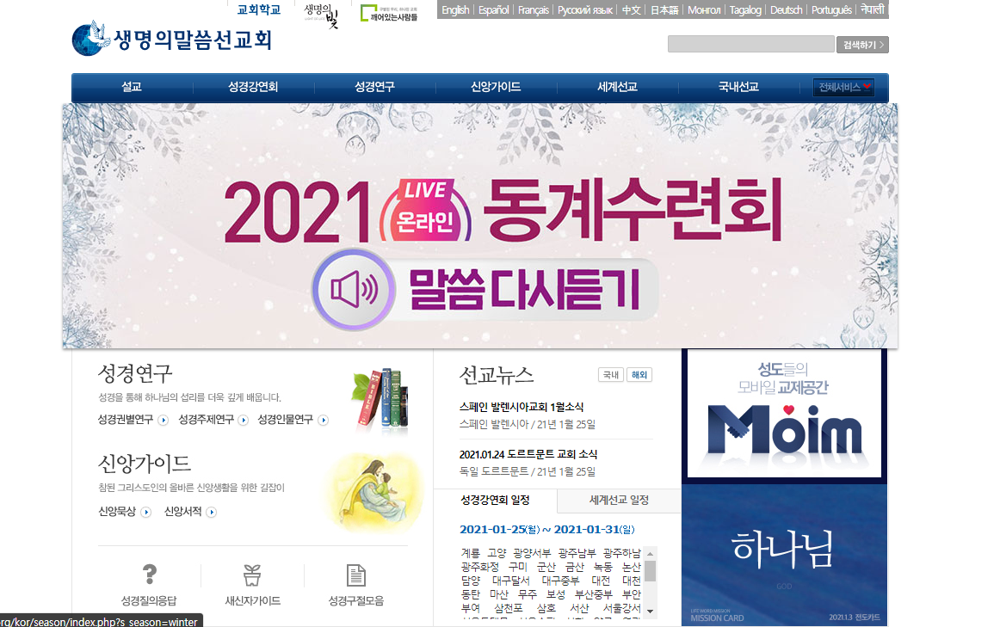 교회학교
생명의
빛
깨어있는사람들
English Español Français Русский язык 中文 日本語 Монгол Tagalog Deutsch Português नेपाली
생명의말씀선교회
검색하기
설교 성경강연회 성경연구 신앙가이드 세계선교 국내선교 전체서비스
2021 LIVE 온라인 동계수련회
말씀 다시듣기
성경연구
성경을 통해 하나님의 섭리를 더욱 깊게 배웁니다.
성경권별연구 성경주제연구 성경인물연구
BIBLE
신앙가이드
참된 그리스도인의 올바른 신앙생활을 위한 길잡이
신앙묵상 신앙서적
성경질의응답 새신자가이드 성경구절모음
선교뉴스 국내 해외
스페인 발렌시아교회 1월소식
스페인 발렌시아 / 21년 1월 25일
2021.01.24 도르트문트 교회 소식
독일 도르트문트 / 21년 1월 25일
성경강연회 일정 세계선교 일정
2021-01-25(월) ~ 2021-01-31(일)
계룡 고양 광양서부 광주남부 광주하남
광주화정 구미 군산 금산 녹동 논산
담양 대구달서 대구중부 대전 대천
동탄 마산 무주 보성 부산중부 부안
부여 삼천포 삼호 서산 서울강서
성도들의
모바일 교제공간
Moim
하나님
GOD
LIFE WORD MISSION
MISSION CARD
2021.1.3 전도카드
rg/kor/season/index.php?s_season=winter